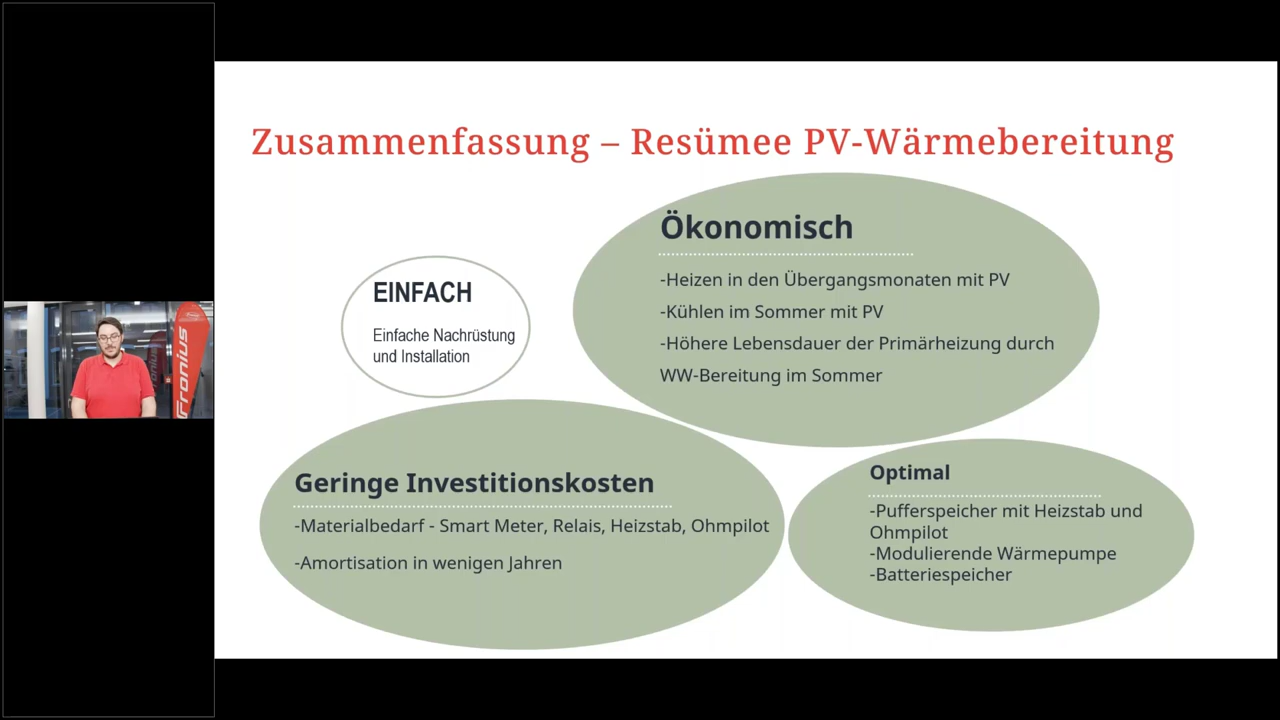 Zusammenfassung – Resümee PV-Wärmebereitung
Ökonomisch
-Heizen in den Übergangsmonaten mit PV
-Kühlen im Sommer mit PV
-Höhere Lebensdauer der Primärheizung durch
WW-Bereitung im Sommer
EINFACH
Einfache Nachrüstung
und Installation
Geringe Investitionskosten
-Materialbedarf - Smart Meter, Relais, Heizstab, Ohmpilot
-Amortisation in wenigen Jahren
Optimal
-Pufferspeicher mit Heizstab und
Ohmpilot
-Modulierende Wärmepumpe
-Batteriespeicher
Fronius